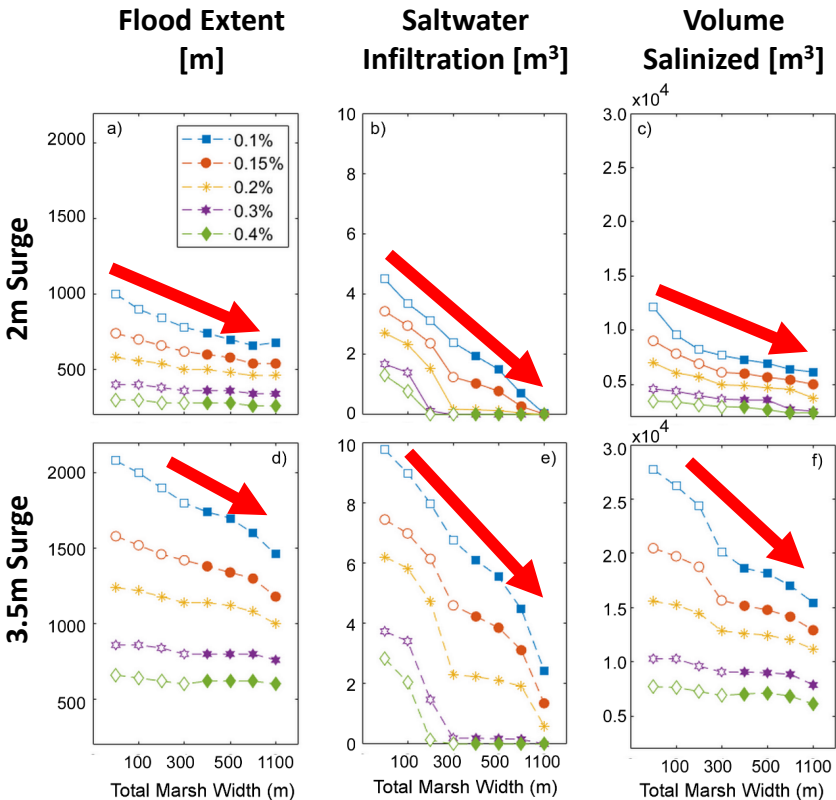 Flood Extent
[m]
Saltwater
Infiltration [m³]
Volume
Salinized [m³]
2m Surge
a)
2000
1500
1000
500
0.1%
0.15%
0.2%
0.3%
0.4%
b)
10
8
6
4
2
0
c)
x10⁴
3.0
2.5
2.0
1.5
1.0
0.5
3.5m Surge
d)
2000
1500
1000
500
100 300 500 1100
Total Marsh Width (m)
e)
10
8
6
4
2
0
100 300 500 1100
Total Marsh Width (m)
f)
x10⁴
3.0
2.5
2.0
1.5
1.0
0.5
100 300 500 1100
Total Marsh Width (m)